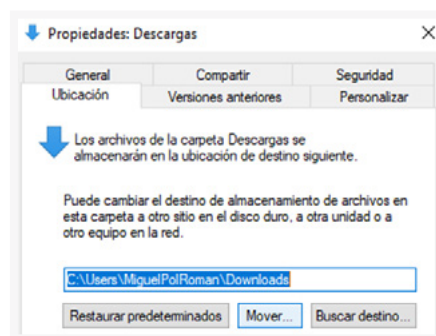 Propiedades: Descargas
General Compartir Seguridad
Ubicación Versiones anteriores Personalizar
Los archivos de la carpeta Descargas se
almacenarán en la ubicación de destino siguiente.
Puede cambiar el destino de almacenamiento de archivos en
esta carpeta a otro sitio en el disco duro, a otra unidad o a
otro equipo en la red.
C:\Users\MiguelPolRoman\Downloads
Restaurar predeterminados Mover... Buscar destino...